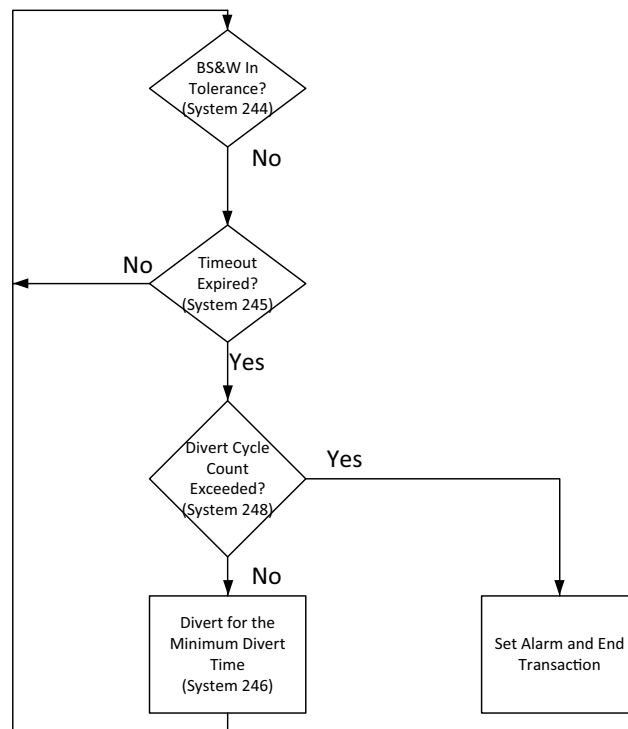 BS&W In
Tolerance?
(System 244)
No
No
Timeout
Expired?
(System 245)
Yes
Divert Cycle
Count
Exceeded?
(System 248)
Yes
No
Divert for the
Minimum Divert
Time
(System 246)
Set Alarm and End
Transaction